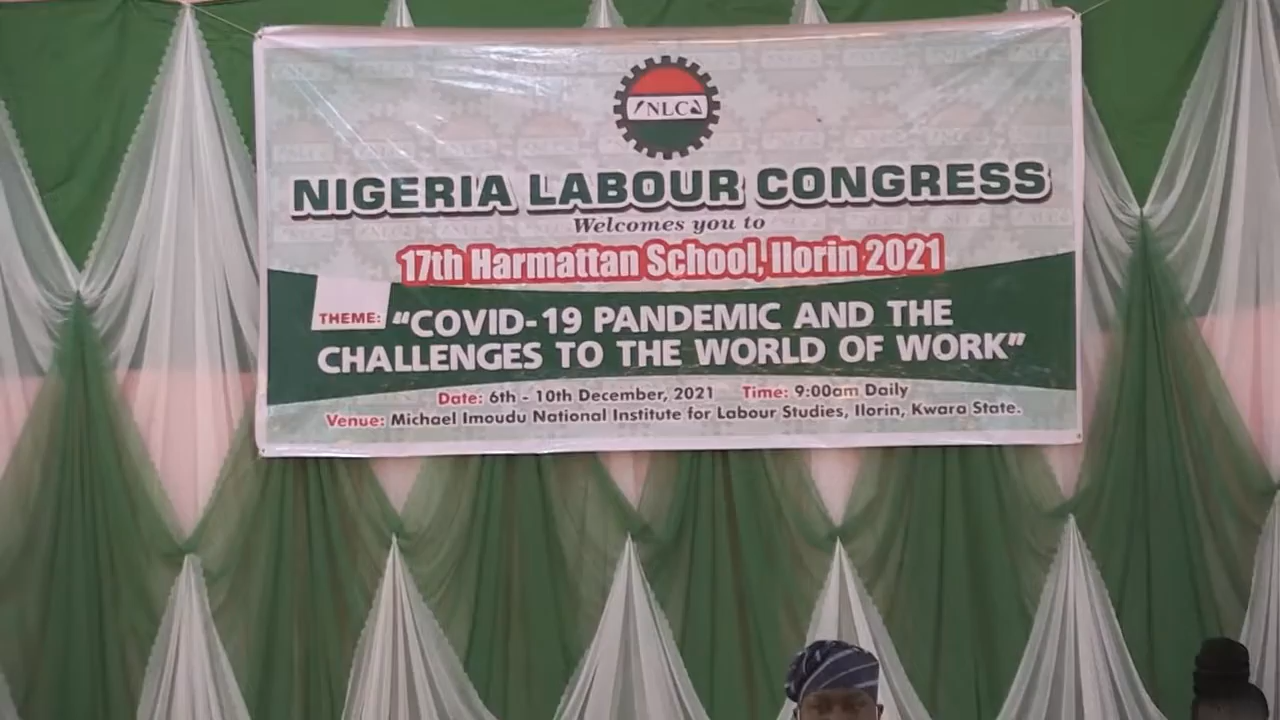 NLC
NIGERIA LABOUR CONGRESS
Welcomes you to
17th Harmattan School, Ilorin 2021
THEME: "COVID-19 PANDEMIC AND THE
CHALLENGES TO THE WORLD OF WORK"
Date: 6th - 10th December, 2021 Time: 9:00am Daily
Venue: Michael Imoudu National Institute for Labour Studies, Ilorin, Kwara State.